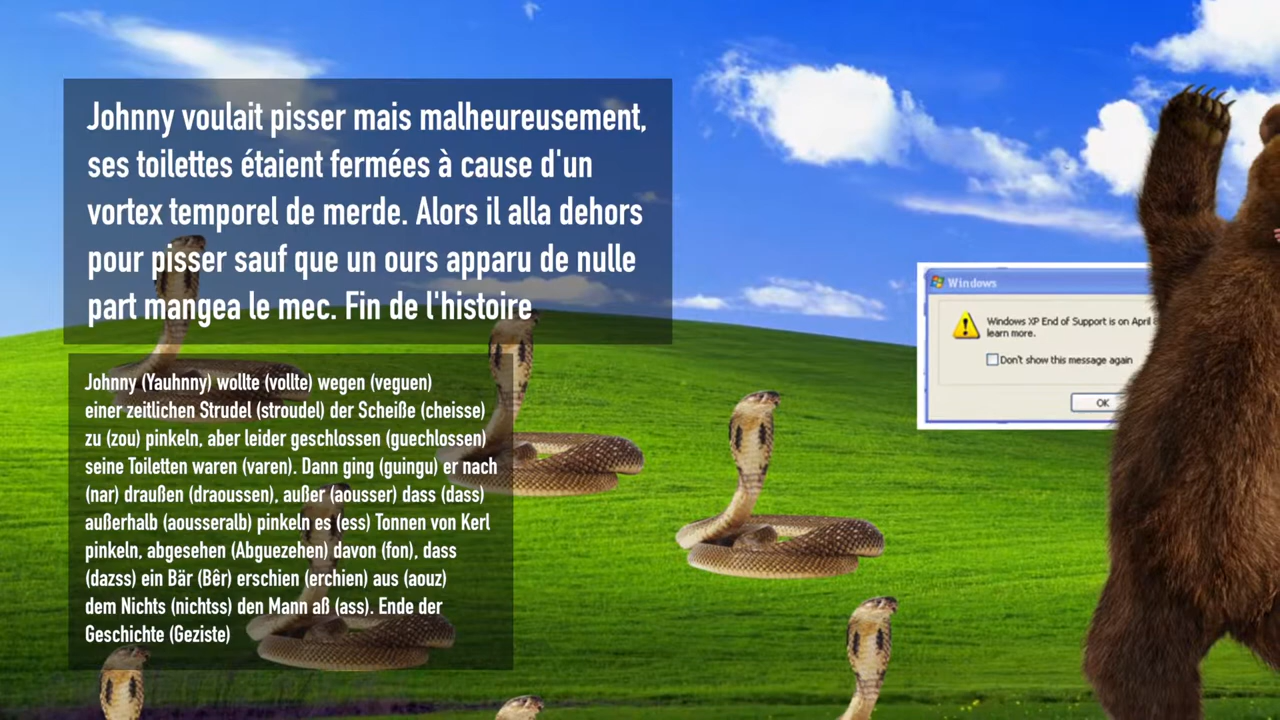 Johnny voulait pisser mais malheureusement,
ses toilettes étaient fermées à cause d'un
vortex temporel de merde. Alors il alla dehors
pour pisser sauf que un ours apparu de nulle
part mangea le mec. Fin de l'histoire
Johnny (Yauhnny) wollte (vollte) wegen (veguen)
einer zeitlichen Strudel (stroudel) der Scheiße (cheisse)
zu (zou) pinkeln, aber leider geschlossen (guechlossen)
seine Toiletten waren (varen). Dann ging (guingu) er nach
(nar) draußen (draoussen), außer (aousser) dass (dass)
außerhalb (aousseralb) pinkeln es (ess) Tonnen von Kerl
pinkeln, abgesehen (Abguezehen) davon (fon), dass
(dazss) ein Bär (Bêr) erschien (erchien) aus (aouz)
dem Nichts (nichtss) den Mann aß (ass). Ende der
Geschichte (Geziste)
Windows
Windows XP End of Support is on April
learn more.
Don't show this message again
OK